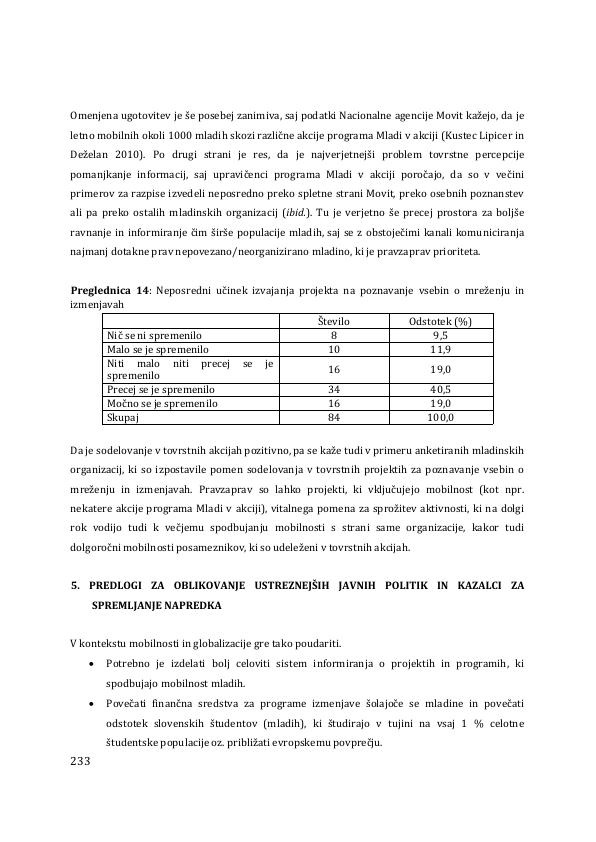 Omenjena ugotovitev je še posebej zanimiva, saj podatki Nacionalne agencije Movit kažejo, da je
letno mobilnih okoli 1000 mladih skozi različne akcije programa Mladi v akciji (Kustec Lipicer in
Deželan 2010). Po drugi strani je res, da je najverjetnejši problem tovrstne percepcije
pomanjkanje informacij, saj upravičenci programa Mladi v akciji poročajo, da so v večini
primerov za razpise izvedeli neposredno preko spletne strani Movit, preko osebnih poznanstev
ali pa preko ostalih mladinskih organizacij (ibid.). Tu je verjetno še precej prostora za boljše
ravnanje in informiranje čim širše populacije mladih, saj se z obstoječimi kanali komuniciranja
najmanj dotakne prav nepovezano/neorganizirano mladino, ki je pravzaprav prioriteta.
Preglednica 14: Neposredni učinek izvajanja projekta na poznavanje vsebin o mreženju in
izmenjavah
Število Odstotek (%)
Nič se ni spremenilo 8 9,5
Malo se je spremenilo 10 11,9
Niti malo niti precej se je
spremenilo 16 19,0
Precej se je spremenilo 34 40,5
Močno se je spremenilo 16 19,0
Skupaj 84 100,0
Da je sodelovanje v tovrstnih akcijah pozitivno, pa se kaže tudi v primeru anketiranih mladinskih
organizacij, ki so izpostavile pomen sodelovanja v tovrstnih projektih za poznavanje vsebin o
mreženju in izmenjavah. Pravzaprav so lahko projekti, ki vključujejo mobilnost (kot npr.
nekatere akcije programa Mladi v akciji), vitalnega pomena za sprožitev aktivnosti, ki na dolgi
rok vodijo tudi k večjemu spodbujanju mobilnosti s strani same organizacije, kakor tudi
dolgoročni mobilnosti posameznikov, ki so udeleženi v tovrstnih akcijah.
5. PREDLOGI ZA OBLIKOVANJE USTREZNEJŠIH JAVNIH POLITIK IN KAZALCI ZA
SPREMLJANJE NAPREDKA
V kontekstu mobilnosti in globalizacije gre tako poudariti.
• Potrebno je izdelati bolj celoviti sistem informiranja o projektih in programih, ki
spodbujajo mobilnost mladih.
• Povečati finančna sredstva za programe izmenjave šolajoče se mladine in povečati
odstotek slovenskih študentov (mladih), ki študirajo v tujini na vsaj 1 % celotne
študentske populacije oz. približati evropskemu povprečju.
233